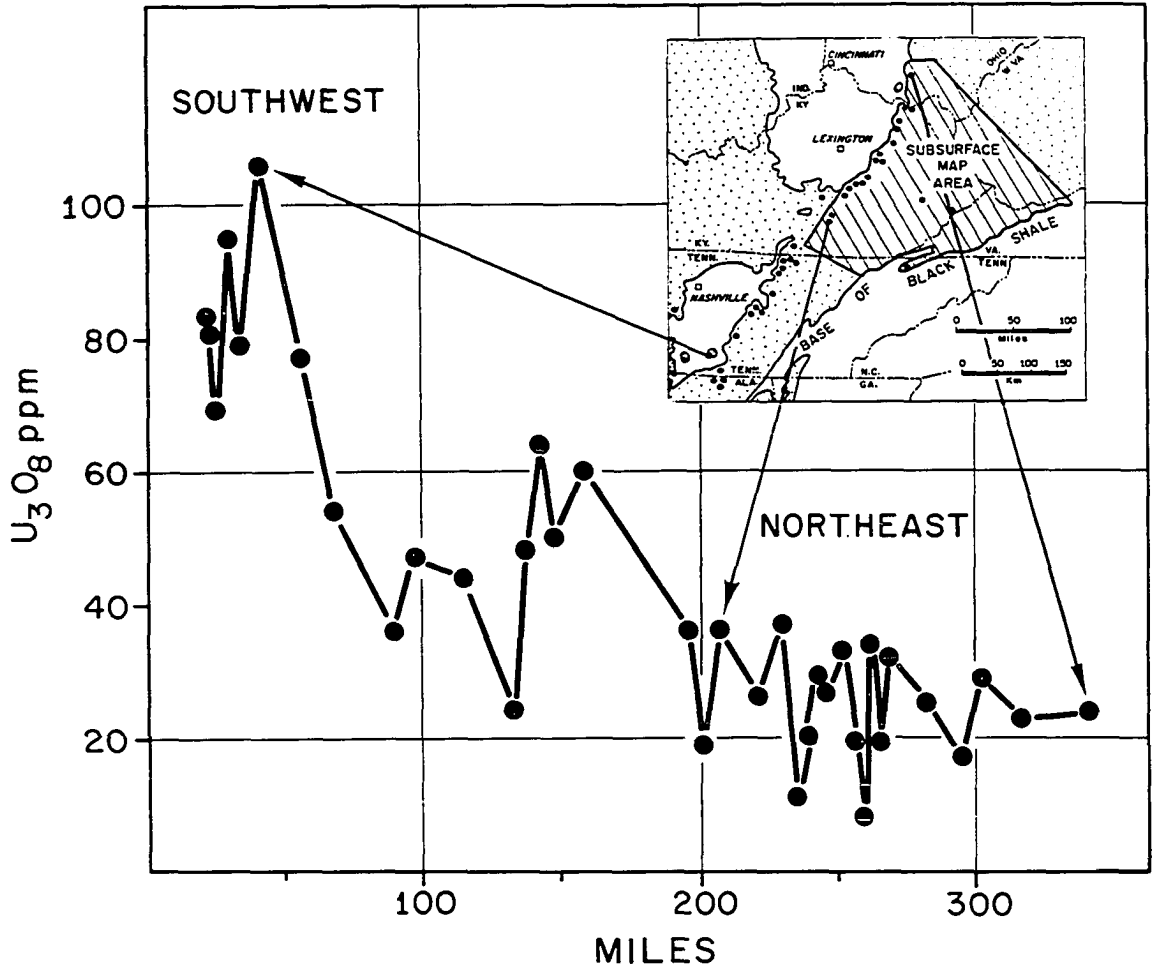 SOUTHWEST
NORTHEAST
U3O8 ppm
100
80
60
40
20
100
200
300
MILES
CINCINNATI
OHIO
W VA
IND.
KY
LEXINGTON
SUBSURFACE
MAP
AREA
KY.
TENN.
VA.
TENN
NASHVILLE
BASE OF BLACK SHALE
TENN.
ALA.
N.C.
GA.
0 50 100
Miles
0 50 100 150
Km